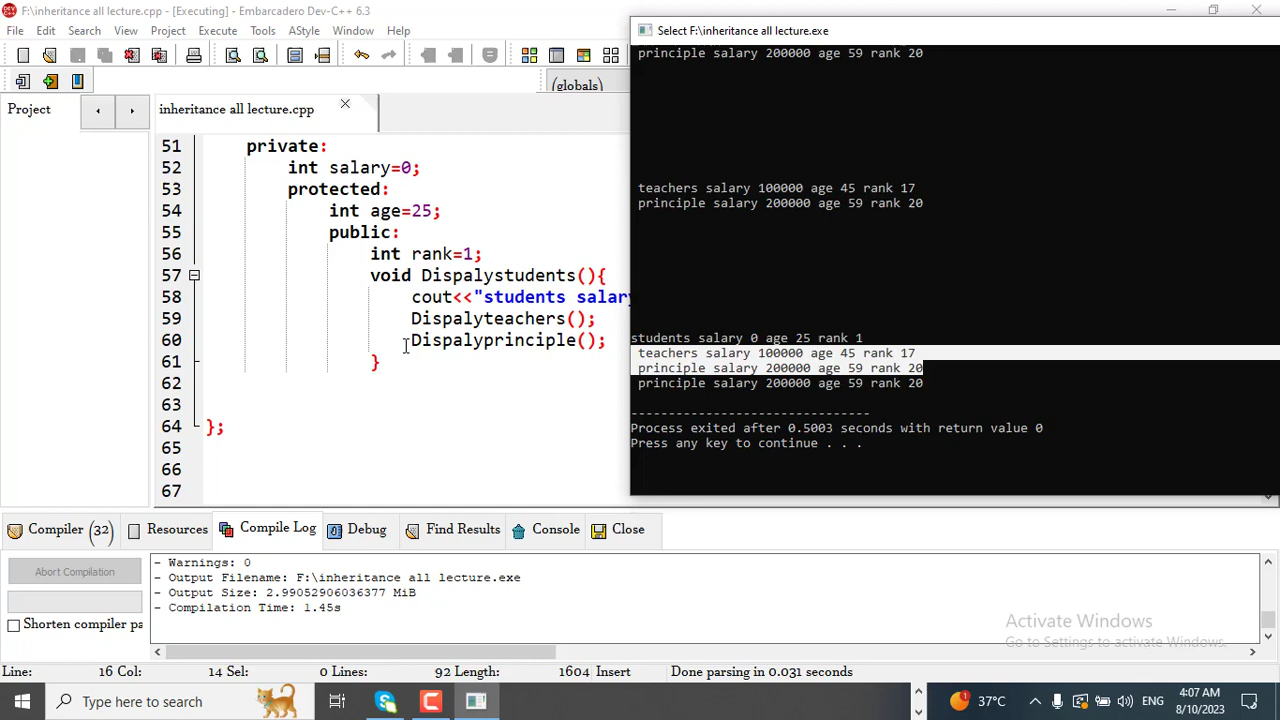 F:\inheritance all lecture.cpp - [Executing] - Embarcadero Dev-C++ 6.3
File Edit Search View Project Execute Tools AStyle Window Help
(globals)
Project
inheritance all lecture.cpp
51 private:
52 int salary=0;
53 protected:
54 int age=25;
55 public:
56 int rank=1;
57 void Dispalystudents(){
58 cout<<"students salary
59 Dispalyteachers();
60 Dispalyprinciple();
61 }
62
63
64 };
65
66
67
Select F:\inheritance all lecture.exe
principle salary 200000 age 59 rank 20
teachers salary 100000 age 45 rank 17
principle salary 200000 age 59 rank 20
students salary 0 age 25 rank 1
teachers salary 100000 age 45 rank 17
principle salary 200000 age 59 rank 20
principle salary 200000 age 59 rank 20
--------------------------------
Process exited after 0.5003 seconds with return value 0
Press any key to continue . . .
Compiler (32) Resources Compile Log Debug Find Results Console Close
Abort Compilation
Shorten compiler pa
- Warnings: 0
- Output Filename: F:\inheritance all lecture.exe
- Output Size: 2.99052906036377 MiB
- Compilation Time: 1.45s
Activate Windows
Go to Settings to activate Windows.
Line: 16 Col: 14 Sel: 0 Lines: 92 Length: 1604 Insert Done parsing in 0.031 seconds
Type here to search
37°C
ENG
4:07 AM
8/10/2023